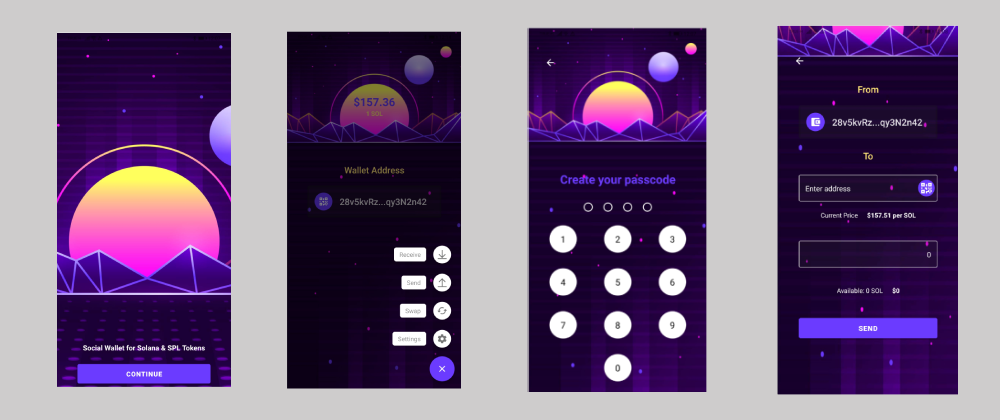 Social Wallet for Solana & SPL Tokens
CONTINUE
$157.36
1 SOL
Wallet Address
28v5kvRz...qy3N2n42
Receive
Send
Swap
Settings
Create your passcode
1 2 3
4 5 6
7 8 9
0
From
28v5kvRz...qy3N2n42
To
Enter address
Current Price $157.51 per SOL
0
Available: 0 SOL $0
SEND